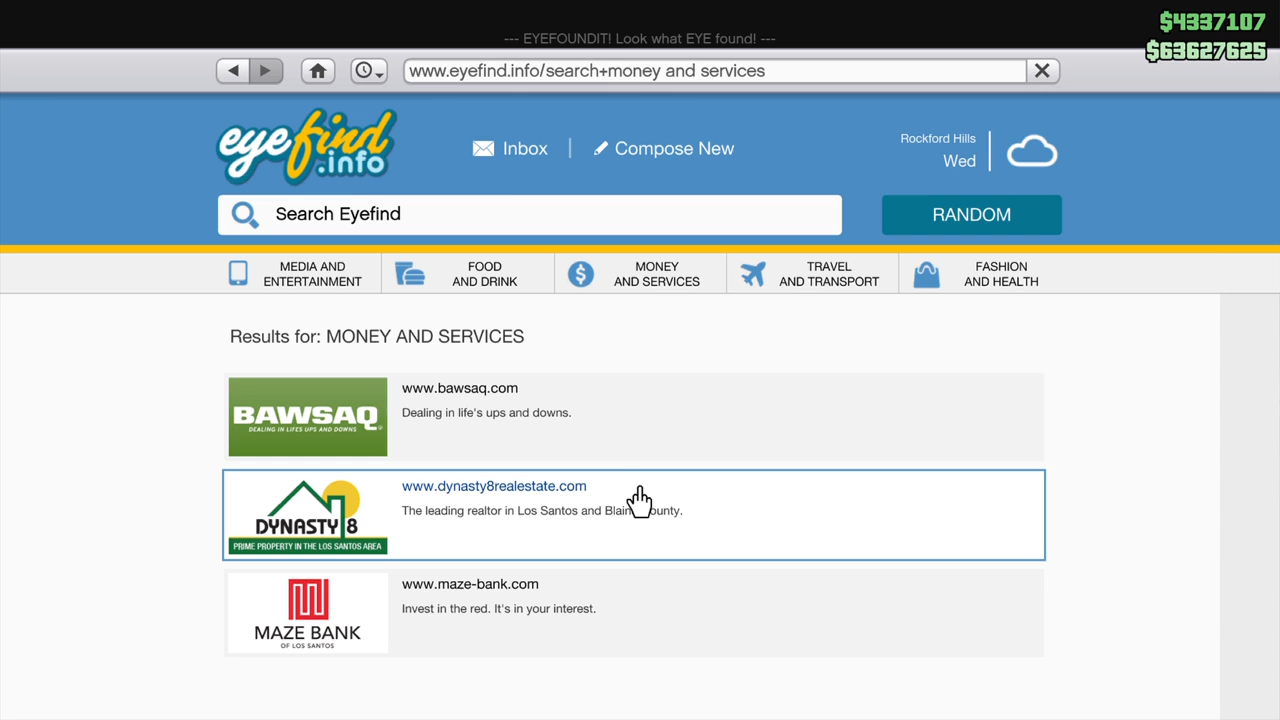 $4337107
--- EYEFOUNDIT! Look what EYE found! ---
$63627625
www.eyefind.info/search+money and services
eyefind
.info
Inbox
Compose New
Rockford Hills
Wed
Search Eyefind
RANDOM
MEDIA AND
ENTERTAINMENT
FOOD
AND DRINK
MONEY
AND SERVICES
TRAVEL
AND TRANSPORT
FASHION
AND HEALTH
Results for: MONEY AND SERVICES
BAWSAQ
DEALING IN LIFES UPS AND DOWNS
www.bawsaq.com
Dealing in life's ups and downs.
DYNASTY 8
PRIME PROPERTY IN THE LOS SANTOS AREA
www.dynasty8realestate.com
The leading realtor in Los Santos and Blain ounty.
MAZE BANK
OF LOS SANTOS
www.maze-bank.com
Invest in the red. It's in your interest.